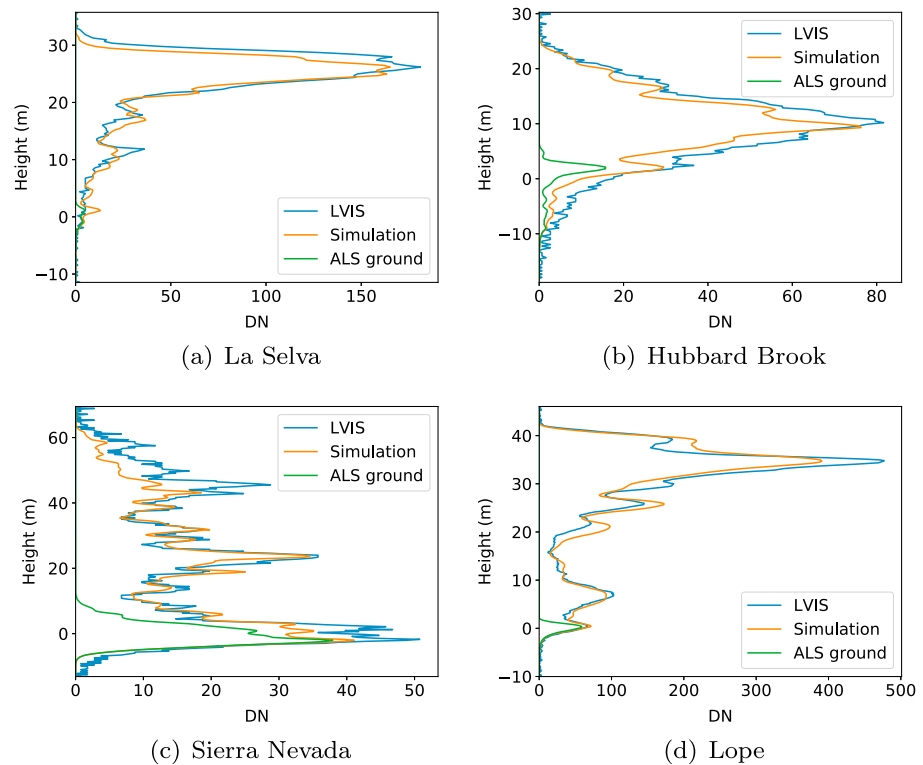 30
20
10
0
−10
Height (m)
0
50
100
150
DN
LVIS
Simulation
ALS ground
(a) La Selva
30
20
10
0
−10
Height (m)
0
20
40
60
80
DN
LVIS
Simulation
ALS ground
(b) Hubbard Brook
60
40
20
0
Height (m)
0
10
20
30
40
50
DN
LVIS
Simulation
ALS ground
(c) Sierra Nevada
40
30
20
10
0
−10
Height (m)
0
100
200
300
400
500
DN
LVIS
Simulation
ALS ground
(d) Lope